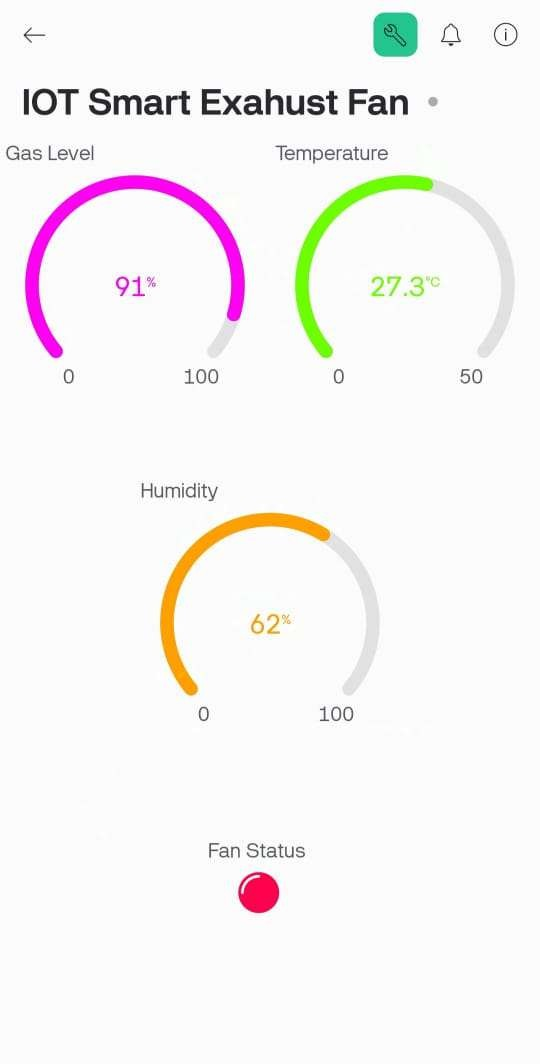 IOT Smart Exahust Fan
Gas Level
Temperature
91%
27.3°C
0
100
0
50
Humidity
62%
0
100
Fan Status